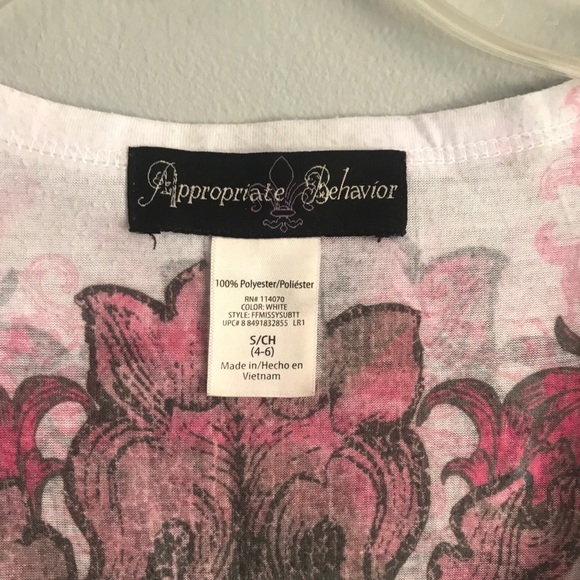 Appropriate Behavior
100% Polyester/Poliéster
RN# 114070
COLOR: WHITE
STYLE: FFMISSYSUBTT
UPC# 8 8491832855 LR1
S/CH
(4-6)
Made in/Hecho en
Vietnam